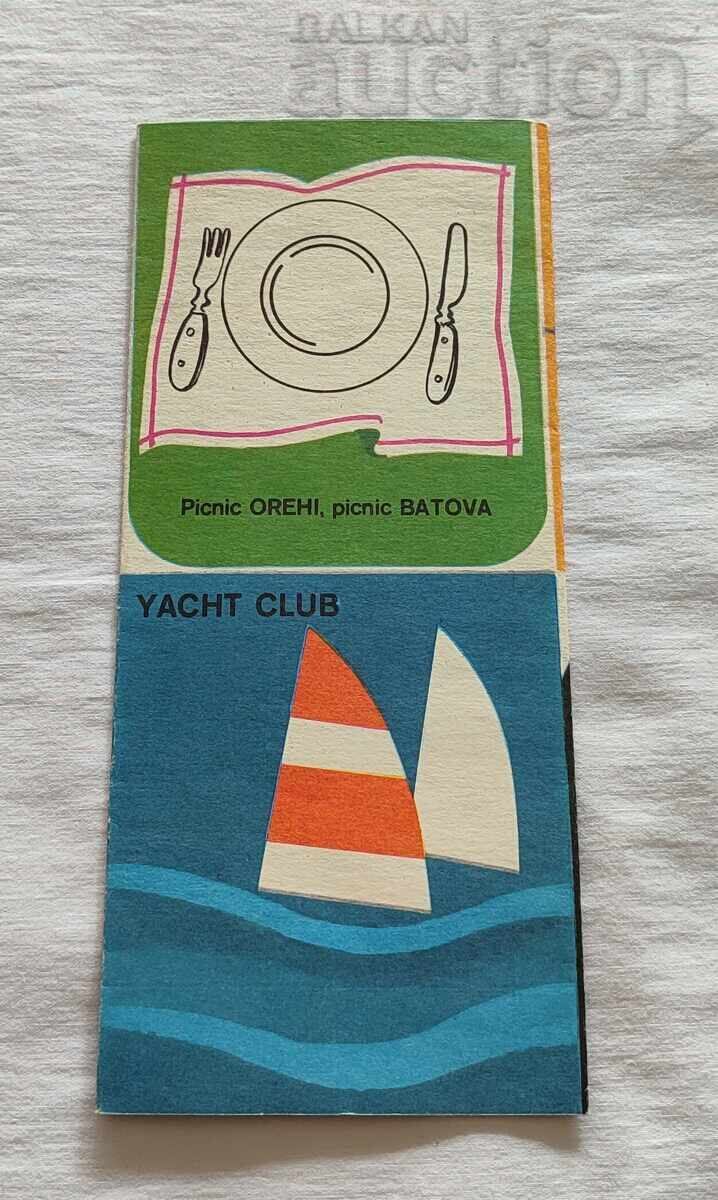 BALKAN
auction
Picnic OREHI, picnic BATOVA
YACHT CLUB